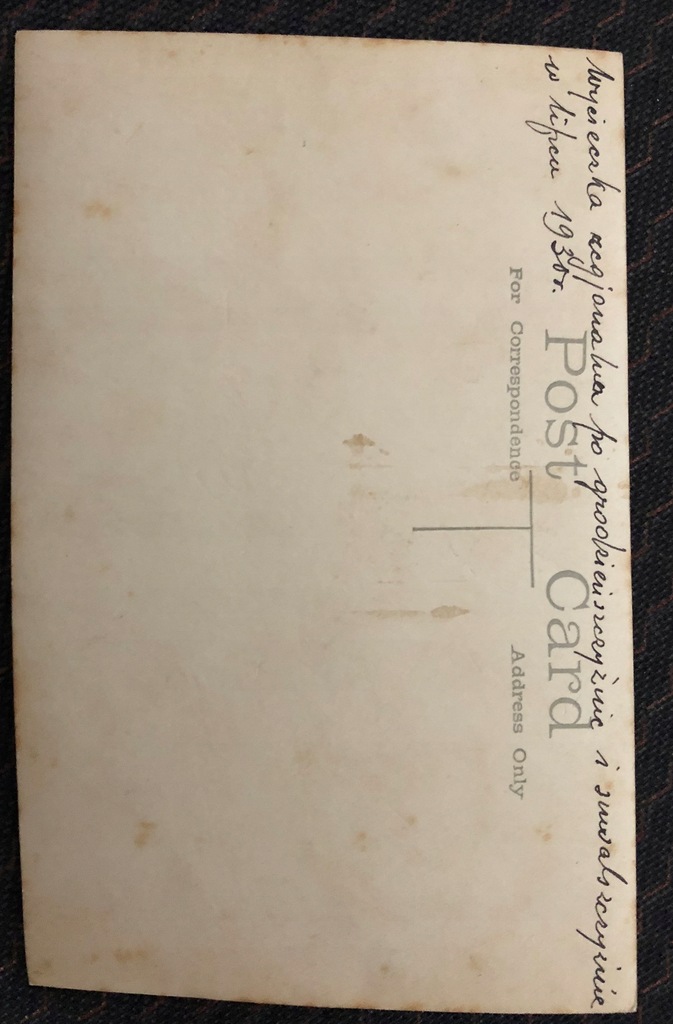 Wycieczka regjonalna po grodzieńszczyźnie i suwalszczyźnie
w lipcu 1930r.
Post Card
For Correspondence
Address Only